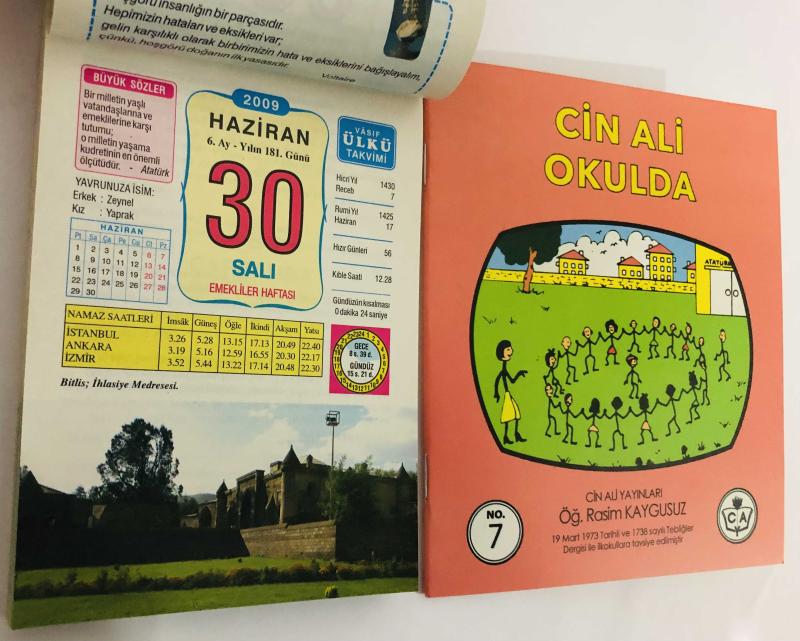 görü insanlığın bir parçasıdır.
Hepimizin hataları ve eksikleri var;
gelin karşılıklı olarak birbirimizin hata ve eksiklerini bağışlayalım,
çünkü, hoşgörü doğanın ilk yasasıdır.
Voltaire
BÜYÜK SÖZLER
Bir milletin yaşlı
vatandaşlarına ve
emeklilerine karşı
tutumu;
o milletin yaşama
kudretinin en önemli
ölçütüdür. - Atatürk
YAVRUNUZA İSİM:
Erkek : Zeynel
Kız : Yaprak
HAZİRAN
Pt Sa Ça Pe Cu Ct Pz
1 2 3 4 5 6 7
8 9 10 11 12 13 14
15 16 17 18 19 20 21
22 23 24 25 26 27 28
29 30
2009
HAZİRAN
6. Ay - Yılın 181. Günü
30
SALI
EMEKLİLER HAFTASI
VÂSIF
ÜLKÜ
TAKVİMİ
Hicri Yıl 1430
Receb 7
Rumi Yıl 1425
Haziran 17
Hızır Günleri 56
Kıble Saati 12.28
Gündüzün kısalması
0 dakika 24 saniye
NAMAZ SAATLERİ İmsâk Güneş Öğle İkindi Akşam Yatsı
İSTANBUL 3.26 5.28 13.15 17.13 20.49 22.40
ANKARA 3.19 5.16 12.59 16.55 20.30 22.17
İZMİR 3.52 5.44 13.22 17.14 20.48 22.30
GECE
8 s. 39 d.
GÜNDÜZ
15 s. 21 d.
Bitlis; İhlasiye Medresesi.
CİN ALİ
OKULDA
ATATÜRK
CİN ALİ YAYINLARI
Öğ. Rasim KAYGUSUZ
19 Mart 1973 Tarihli ve 1738 sayılı Tebliğler
Dergisi ile ilkokullara tavsiye edilmiştir
NO.
7
CA